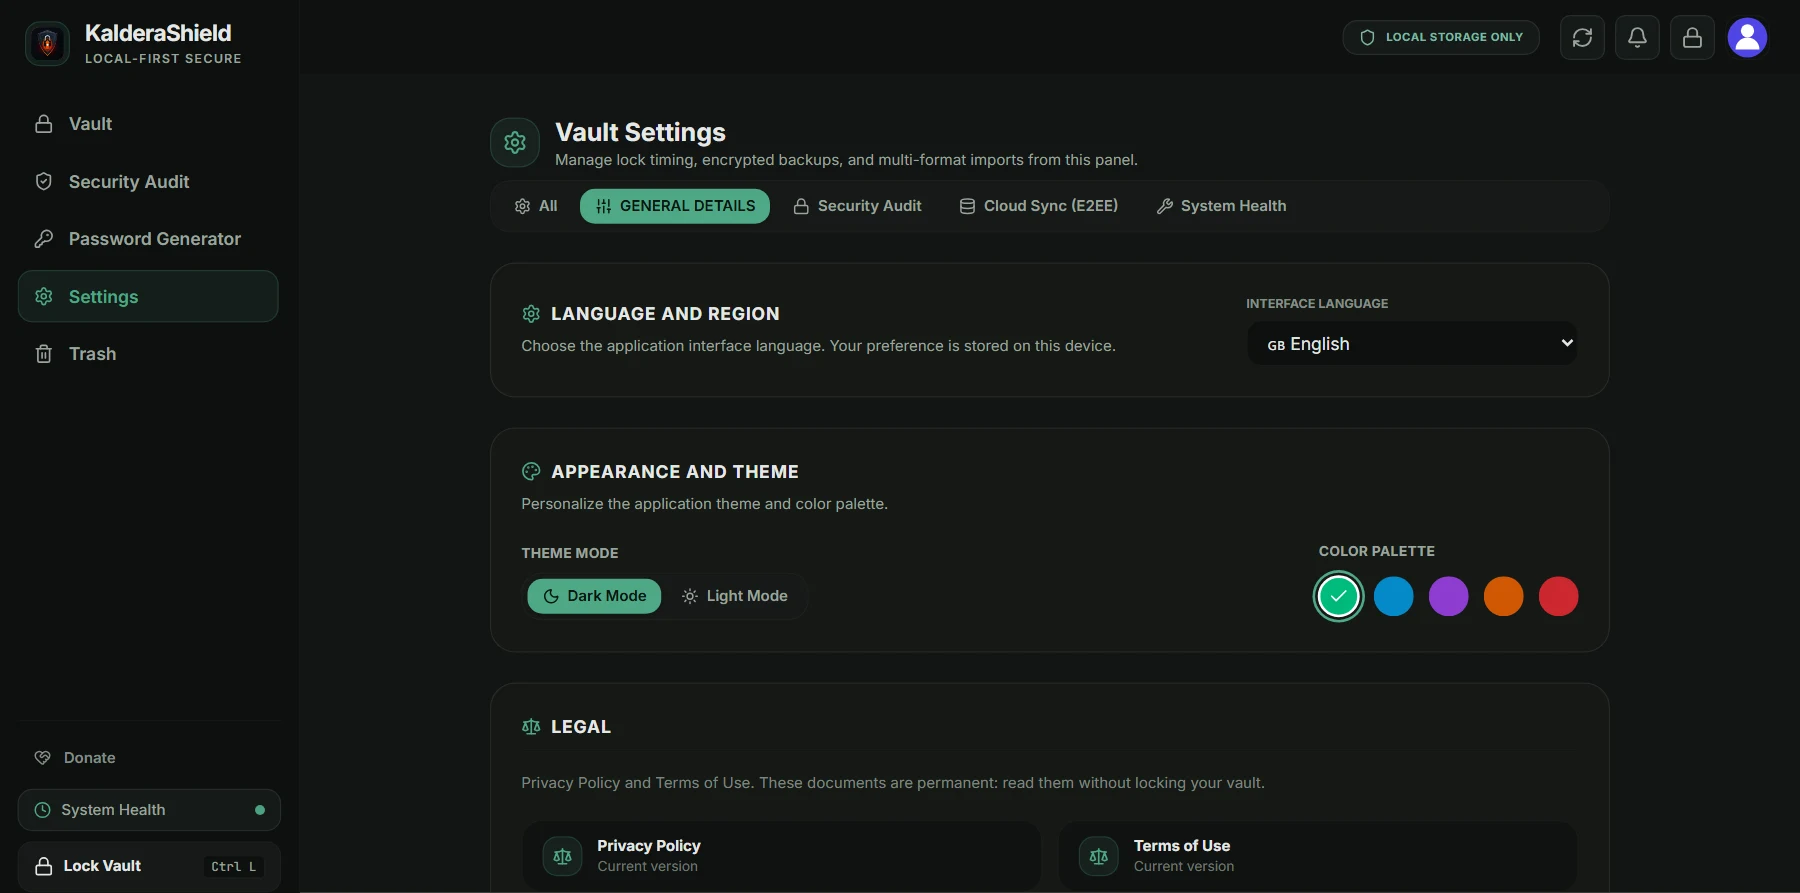 KalderaShield
LOCAL-FIRST SECURE
Vault
Security Audit
Password Generator
Settings
Trash
Donate
System Health
Lock Vault Ctrl L
LOCAL STORAGE ONLY
Vault Settings
Manage lock timing, encrypted backups, and multi-format imports from this panel.
All GENERAL DETAILS Security Audit Cloud Sync (E2EE) System Health
LANGUAGE AND REGION
Choose the application interface language. Your preference is stored on this device.
INTERFACE LANGUAGE
GB English
APPEARANCE AND THEME
Personalize the application theme and color palette.
THEME MODE
Dark Mode Light Mode
COLOR PALETTE
LEGAL
Privacy Policy and Terms of Use. These documents are permanent: read them without locking your vault.
Privacy Policy
Current version
Terms of Use
Current version